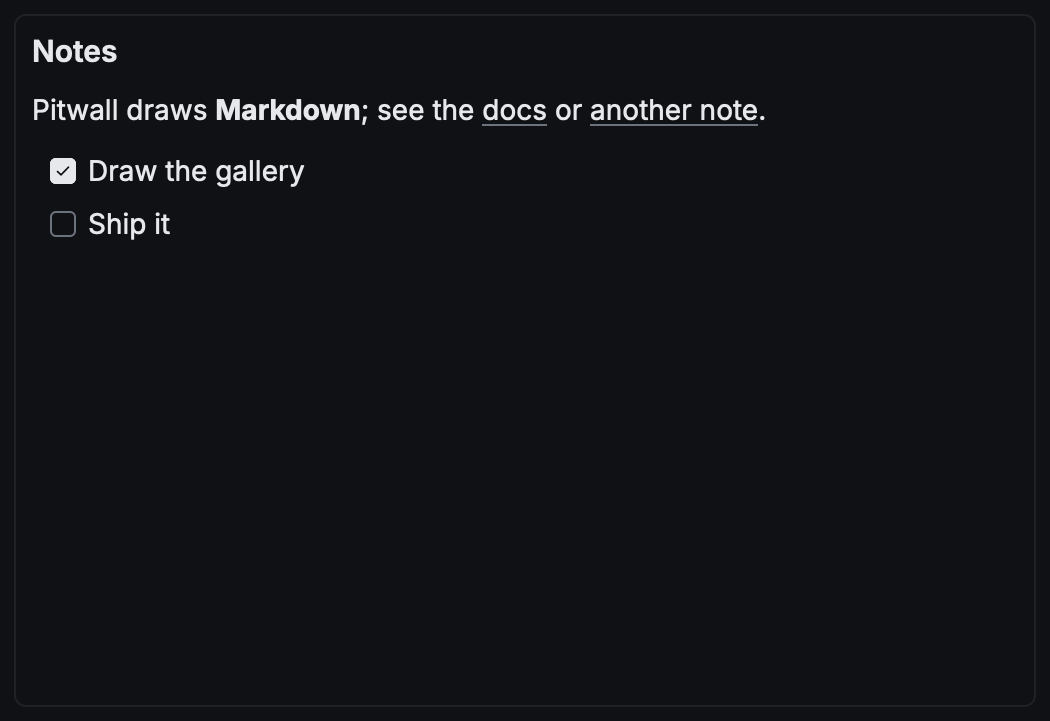 Notes
Pitwall draws Markdown; see the docs or another note.
Draw the gallery
Ship it